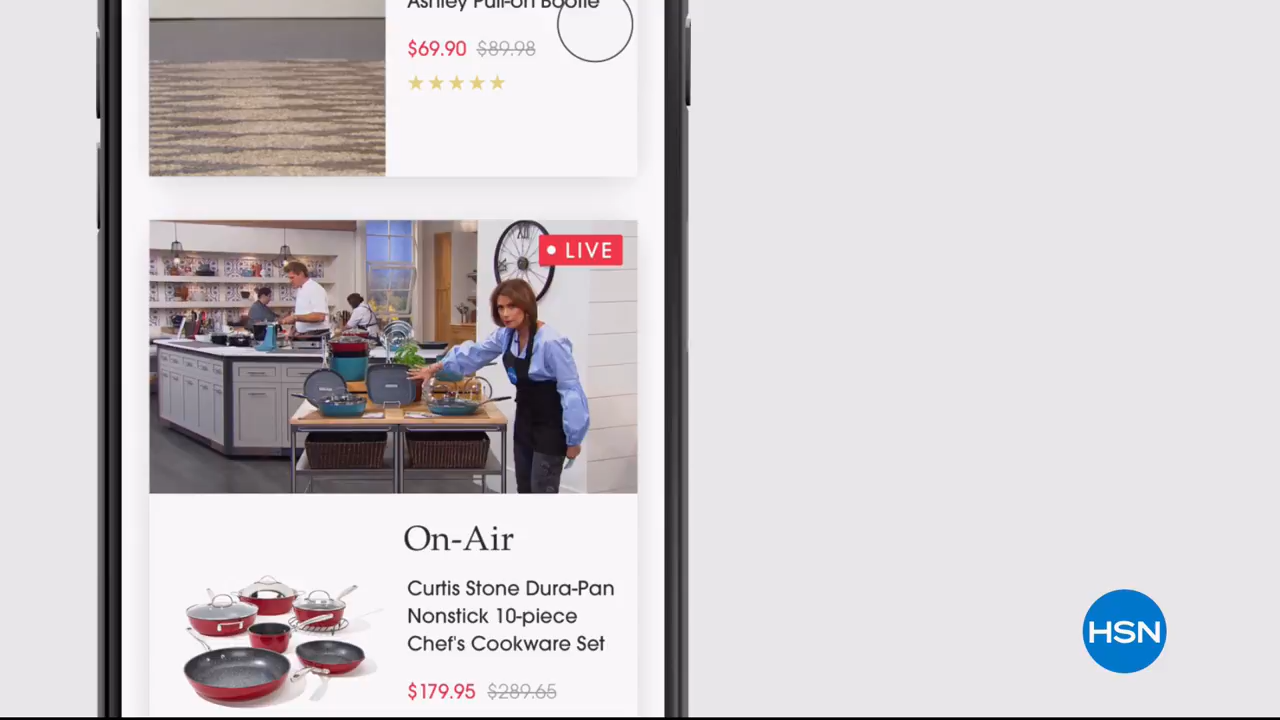 Ashley Pull-on Bootie
$69.90 $89.98
LIVE
On-Air
Curtis Stone Dura-Pan
Nonstick 10-piece
Chef's Cookware Set
$179.95 $289.65
HSN